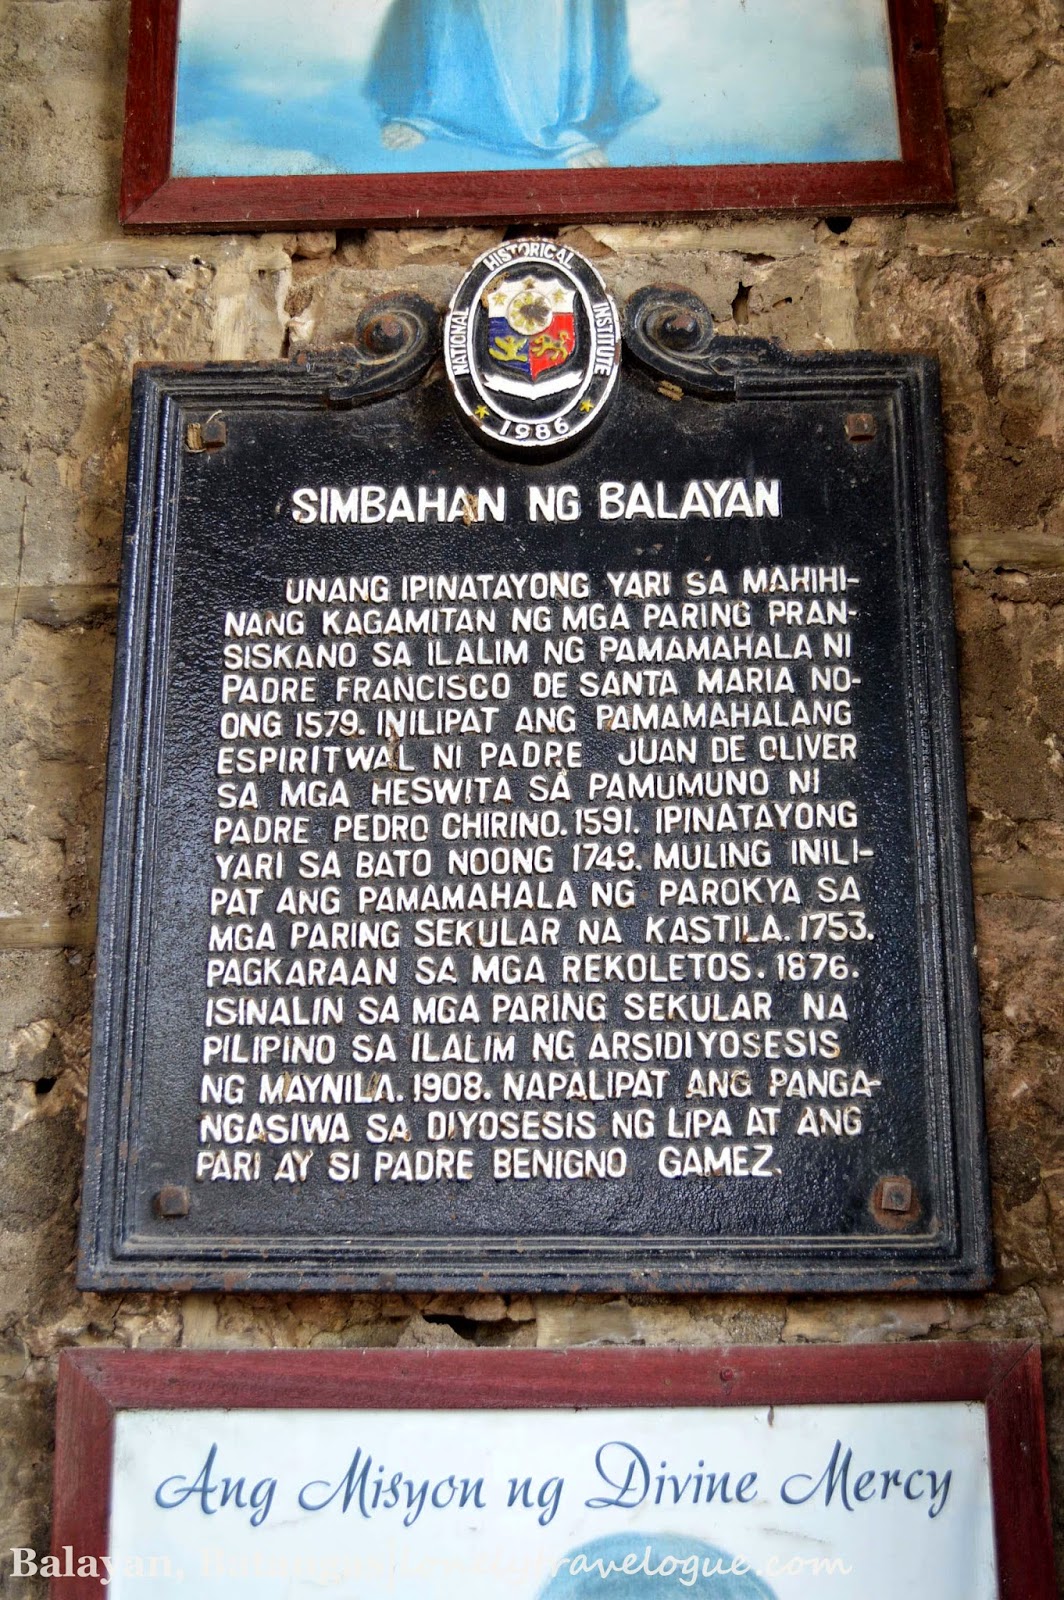 NATIONAL HISTORICAL INSTITUTE
1986
SIMBAHAN NG BALAYAN
UNANG IPINATAYONG YARI SA MAHIHI-
NANG KAGAMITAN NG MGA PARING PRAN-
SISKANO SA ILALIM NG PAMAMAHALA NI
PADRE FRANCISCO DE SANTA MARIA NO-
ONG 1579. INILIPAT ANG PAMAMAHALANG
ESPIRITWAL NI PADRE JUAN DE OLIVER
SA MGA HESWITA SA PAMUMUNO NI
PADRE PEDRO CHIRINO. 1591. IPINATAYONG
YARI SA BATO NOONG 1748. MULING INILI-
PAT ANG PAMAMAHALA NG PAROKYA SA
MGA PARING SEKULAR NA KASTILA. 1753.
PAGKARAAN SA MGA REKOLETOS. 1876.
ISINALIN SA MGA PARING SEKULAR NA
PILIPINO SA ILALIM NG ARSIDIYOSESIS
NG MAYNILA. 1908. NAPALIPAT ANG PANGA-
NGASIWA SA DIYOSESIS NG LIPA AT ANG
PARI AY SI PADRE BENIGNO GAMEZ.
Ang Misyon ng Divine Mercy
Balayan,